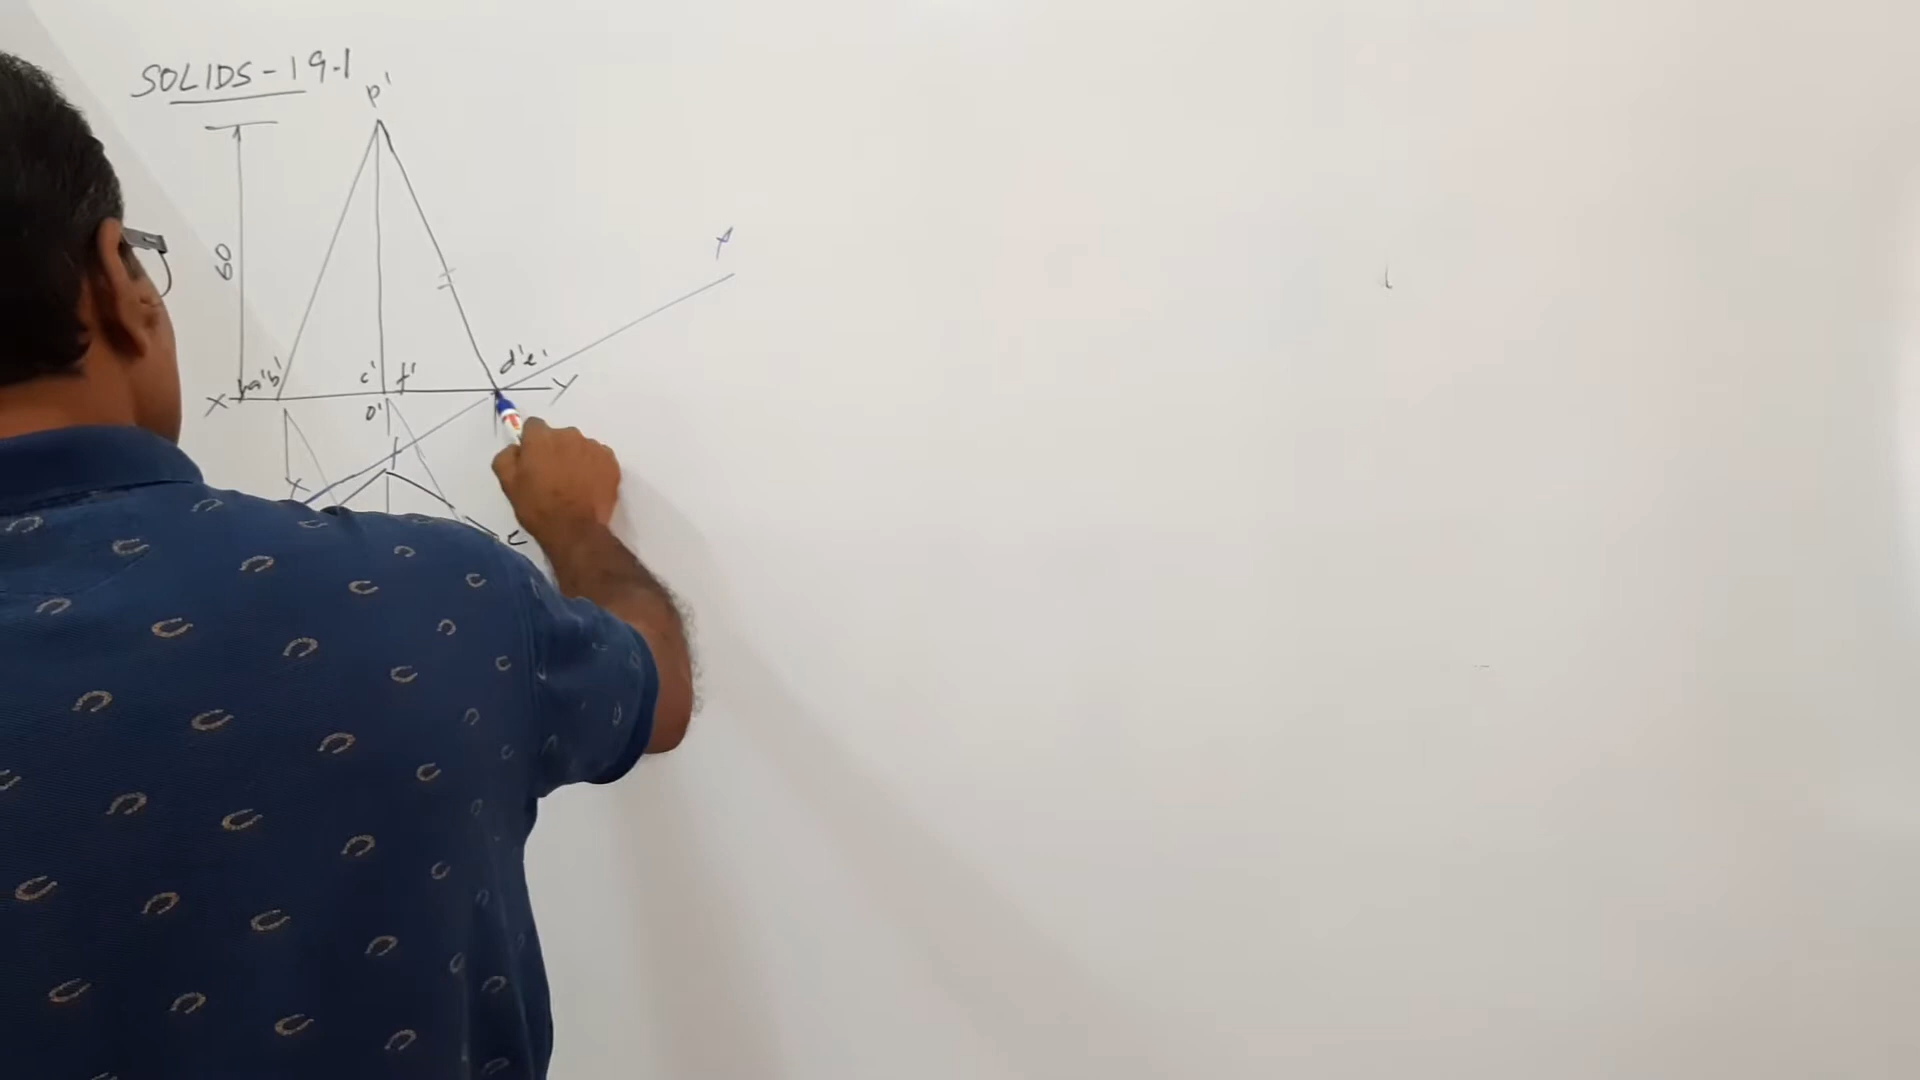 SOLIDS - 19.1
p'
60
d'e'
a'b'
c' f'
X
Y
o'
f
X
e